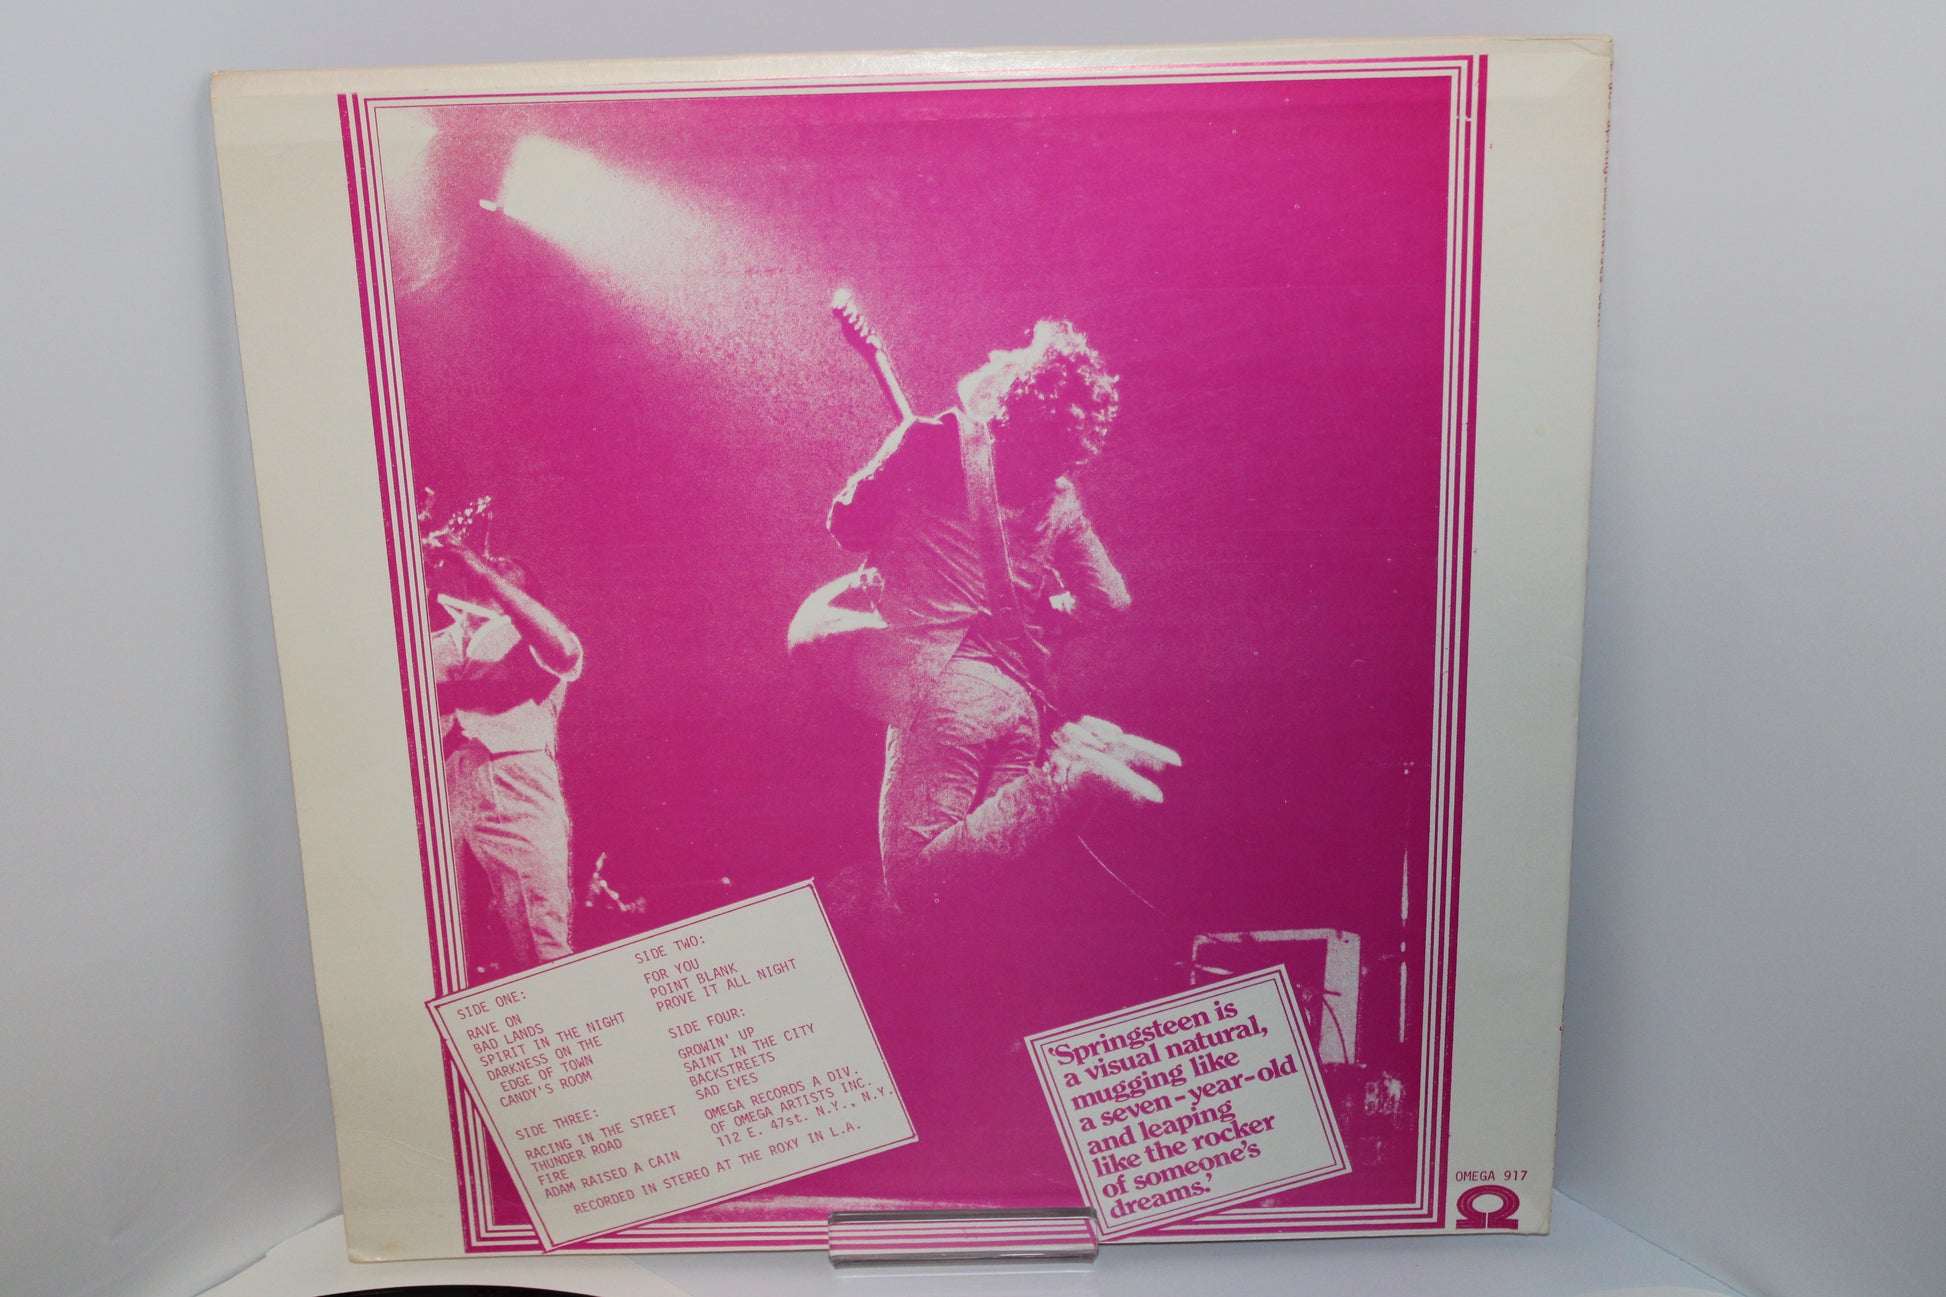 SIDE ONE:
RAVE ON
BAD LANDS
SPIRIT IN THE NIGHT
DARKNESS ON THE
EDGE OF TOWN
CANDY'S ROOM
SIDE TWO:
FOR YOU
POINT BLANK
PROVE IT ALL NIGHT
SIDE THREE:
RACING IN THE STREET
THUNDER ROAD
FIRE
ADAM RAISED A CAIN
SIDE FOUR:
GROWIN' UP
SAINT IN THE CITY
BACKSTREETS
SAD EYES
OMEGA RECORDS A DIV.
OF OMEGA ARTISTS INC.
112 E. 47st. N.Y., N.Y.
RECORDED IN STEREO AT THE ROXY IN L.A.
'Springsteen is
a visual natural,
mugging like
a seven-year-old
and leaping
like the rocker
of someone's
dreams.'
OMEGA 917